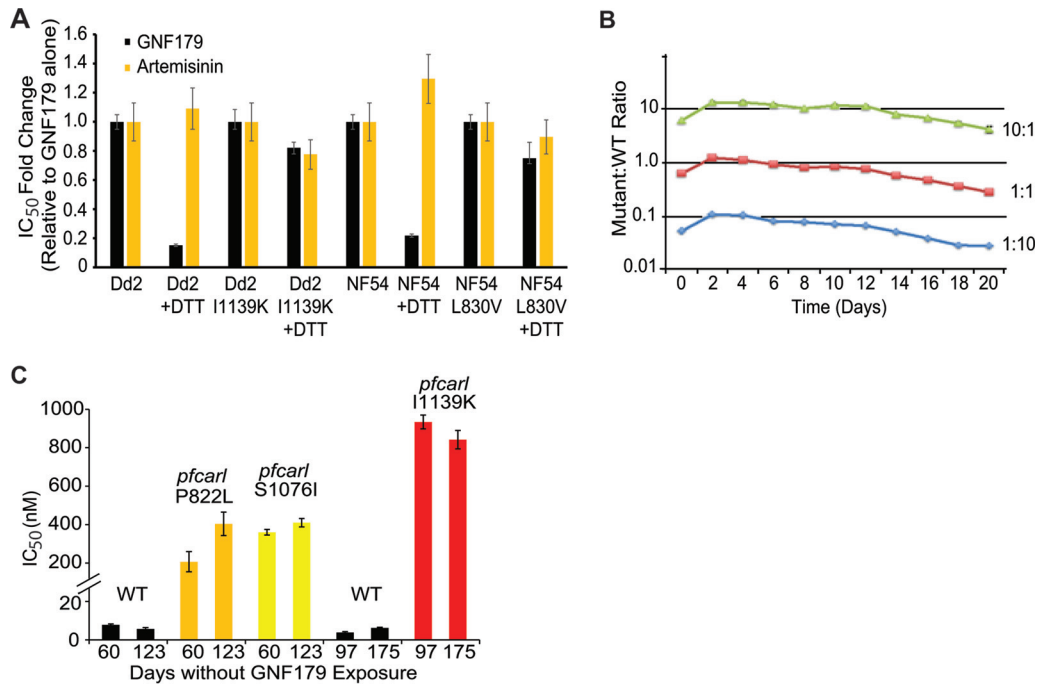 A
IC50 Fold Change
(Relative to GNF179 alone)
1.6
1.4
1.2
1.0
0.8
0.6
0.4
0.2
0
GNF179
Artemisinin
Dd2
Dd2
+DTT
Dd2
I1139K
Dd2
I1139K
+DTT
NF54
NF54
+DTT
NF54
L830V
NF54
L830V
+DTT
B
Mutant:WT Ratio
10
1.0
0.1
0.01
10:1
1:1
1:10
0 2 4 6 8 10 12 14 16 18 20
Time (Days)
C
IC50(nM)
1000
800
600
400
200
20
0
WT
pfcarl
P822L
pfcarl
S1076I
WT
pfcarl
I1139K
60 123 60 123 60 123 97 175 97 175
Days without GNF179 Exposure